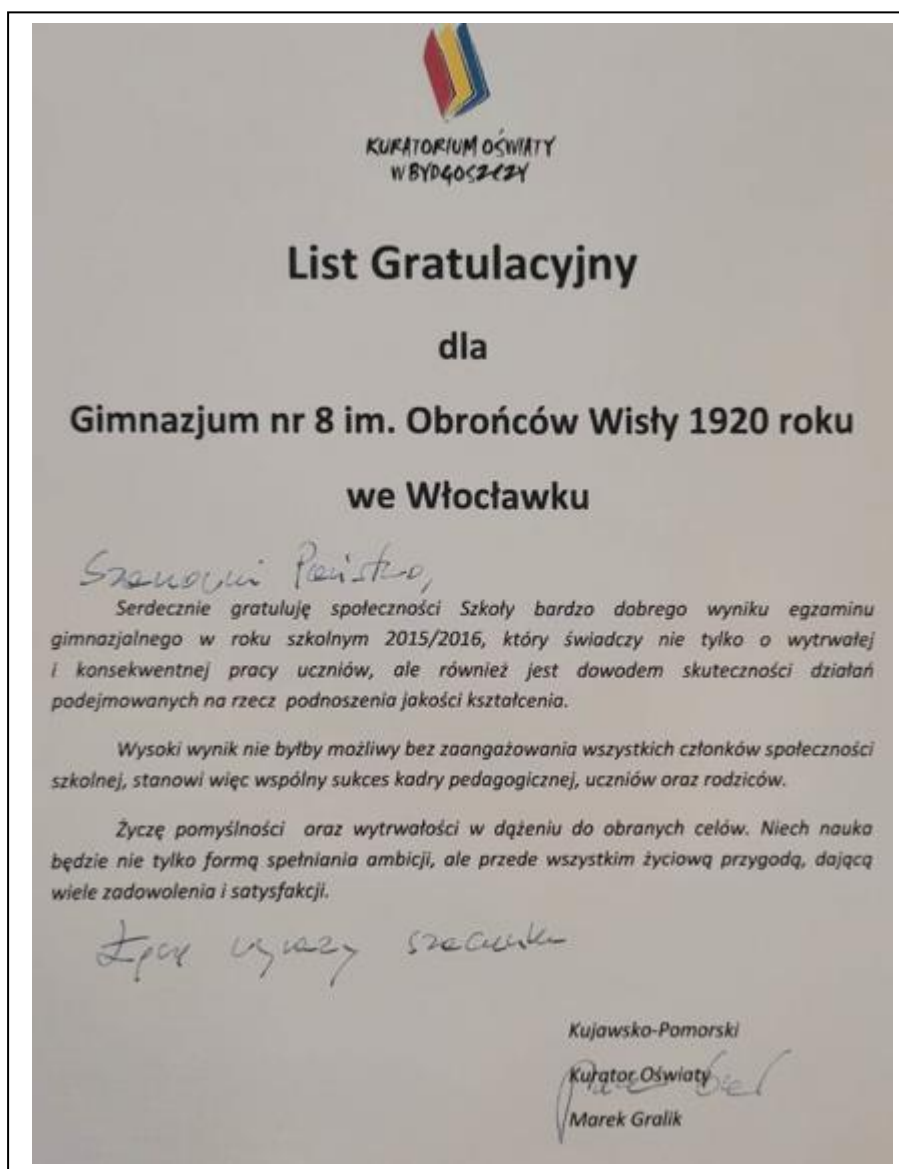 KURATORIUM OŚWIATY
W BYDGOSZCZY
List Gratulacyjny
dla
Gimnazjum nr 8 im. Obrońców Wisły 1920 roku
we Włocławku
Szanowni Państwo,
Serdecznie gratuluję społeczności Szkoły bardzo dobrego wyniku egzaminu
gimnazjalnego w roku szkolnym 2015/2016, który świadczy nie tylko o wytrwałej
i konsekwentnej pracy uczniów, ale również jest dowodem skuteczności działań
podejmowanych na rzecz podnoszenia jakości kształcenia.
Wysoki wynik nie byłby możliwy bez zaangażowania wszystkich członków społeczności
szkolnej, stanowi więc wspólny sukces kadry pedagogicznej, uczniów oraz rodziców.
Życzę pomyślności oraz wytrwałości w dążeniu do obranych celów. Niech nauka
będzie nie tylko formą spełniania ambicji, ale przede wszystkim życiową przygodą, dającą
wiele zadowolenia i satysfakcji.
Łączę wyrazy szacunku
Kujawsko-Pomorski
Kurator Oświaty
Marek Gralik